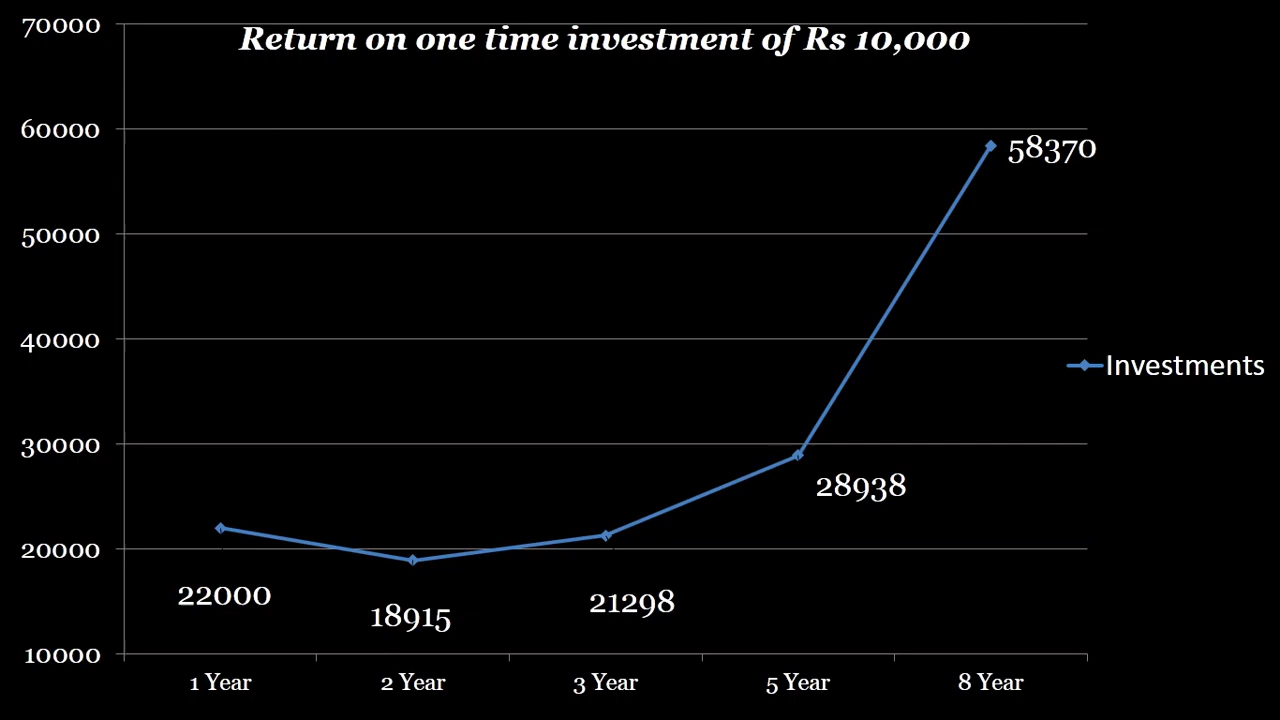 Return on one time investment of Rs 10,000
70000
60000
50000
40000
30000
20000
10000
58370
28938
22000
18915
21298
Investments
1 Year
2 Year
3 Year
5 Year
8 Year